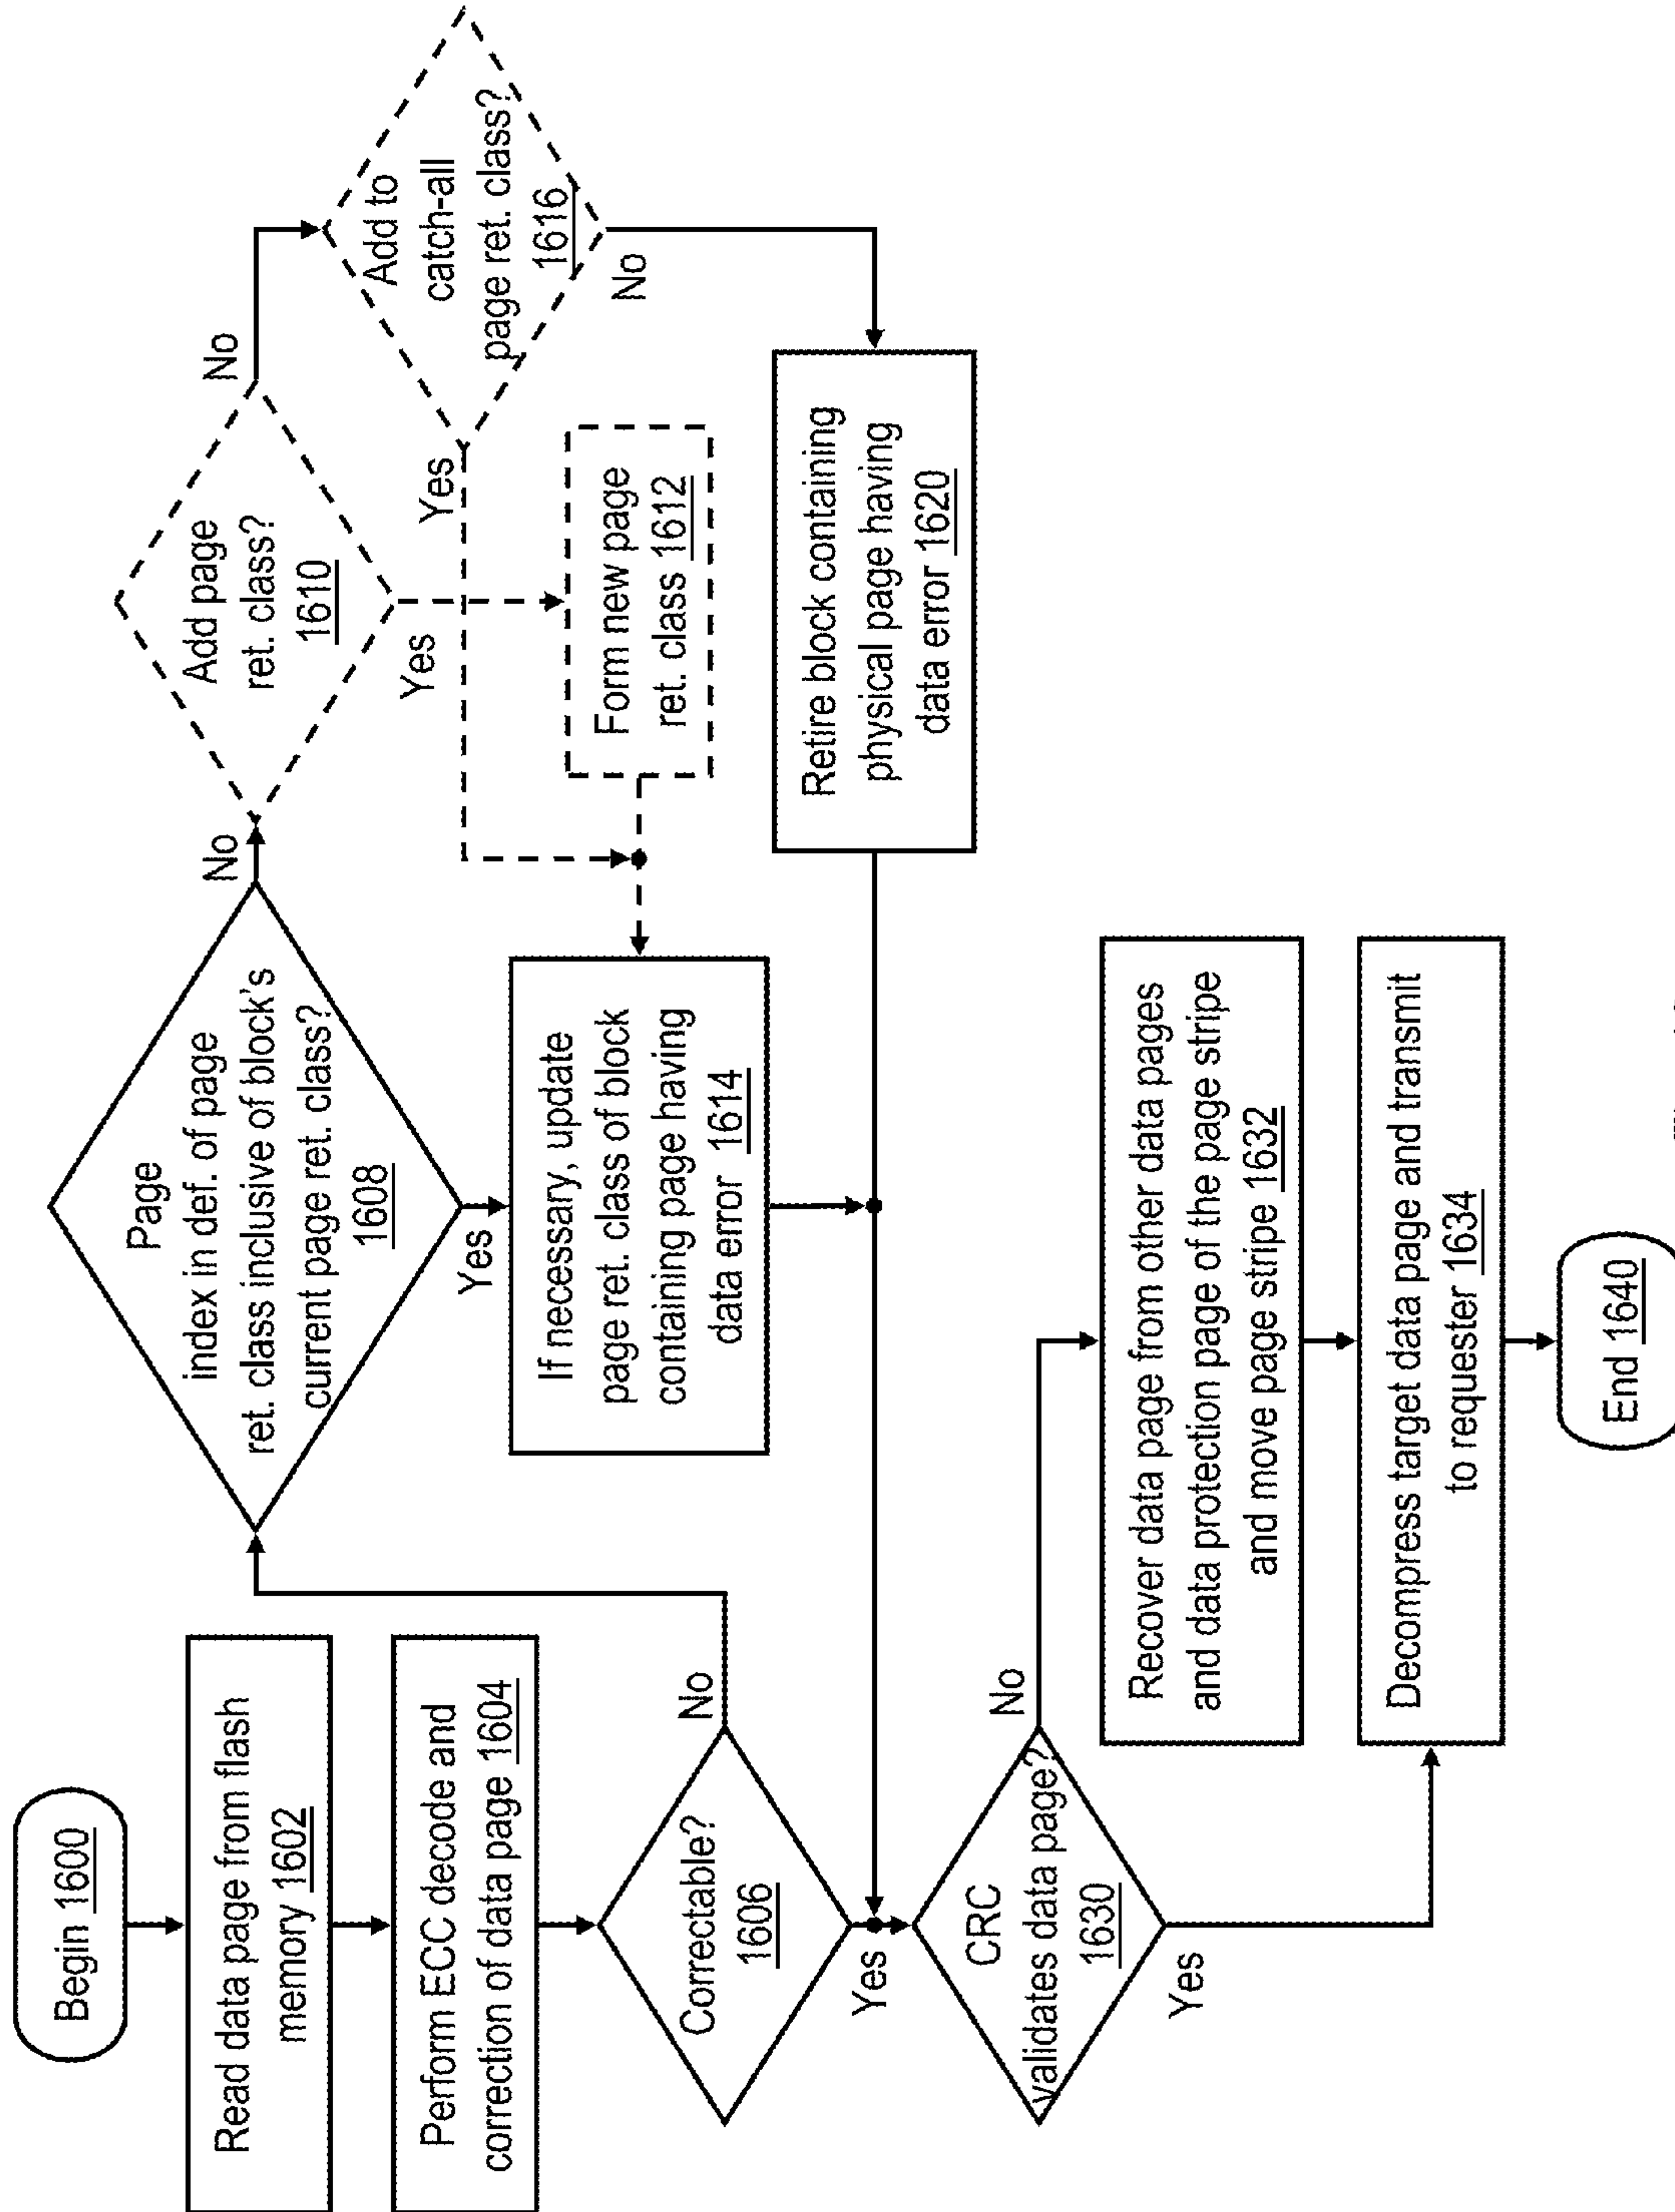 Begin 1600
Read data page from flash
memory 1602
Perform ECC decode and
correction of data page 1604
Correctable?
1606
No
Yes
Page
index in def. of page
ret. class inclusive of block's
current page ret. class?
1608
No
Yes
Add page
ret. class?
1610
No
Yes
Add to
catch-all
page ret. class?
1616
Yes
No
Form new page
ret. class 1612
If necessary, update
page ret. class of block
containing page having
data error 1614
Retire block containing
physical page having
data error 1620
CRC
validates data page?
1630
No
Yes
Recover data page from other data pages
and data protection page of the page stripe
and move page stripe 1632
Decompress target data page and transmit
to requester 1634
End 1640